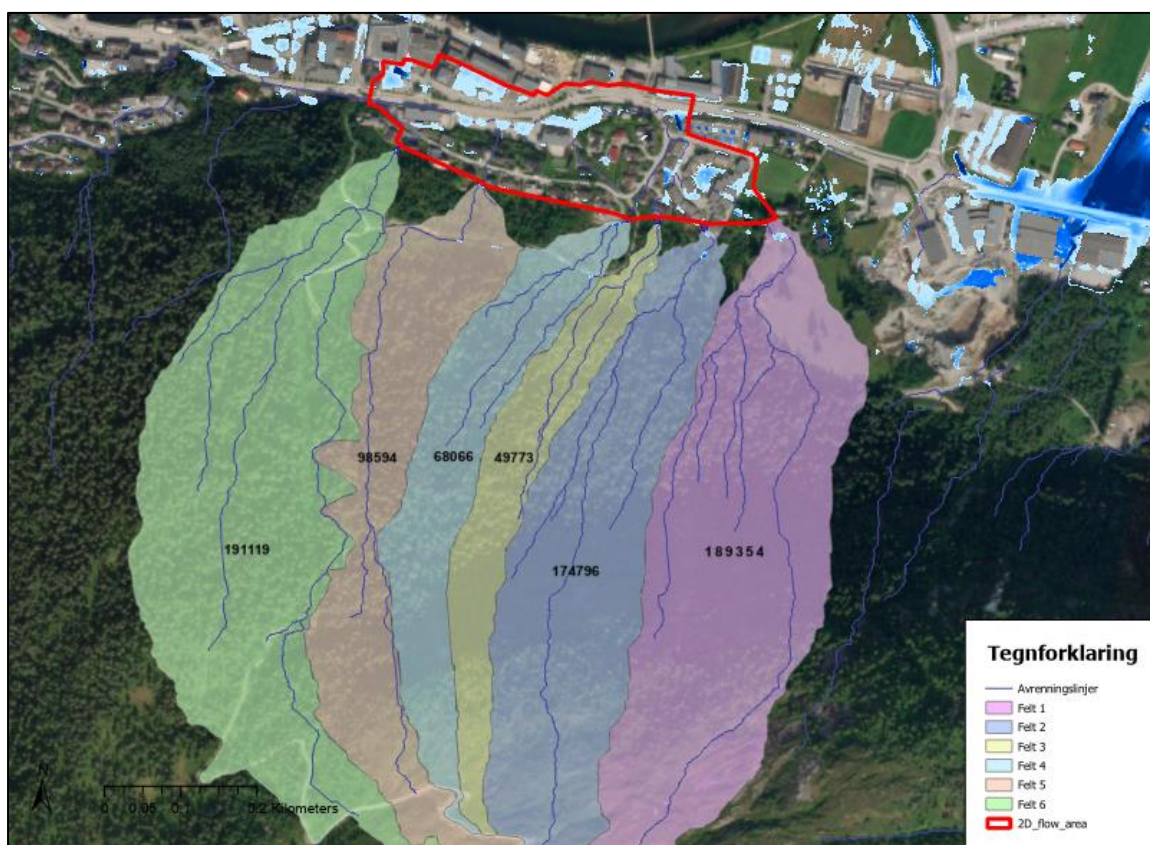 98594
68066
49773
191119
174796
189354
Tegnforklaring
Avrenningslinjer
Felt 1
Felt 2
Felt 3
Felt 4
Felt 5
Felt 6
2D_flow_area
N
0 0.05 0.1 0.2 Kilometers